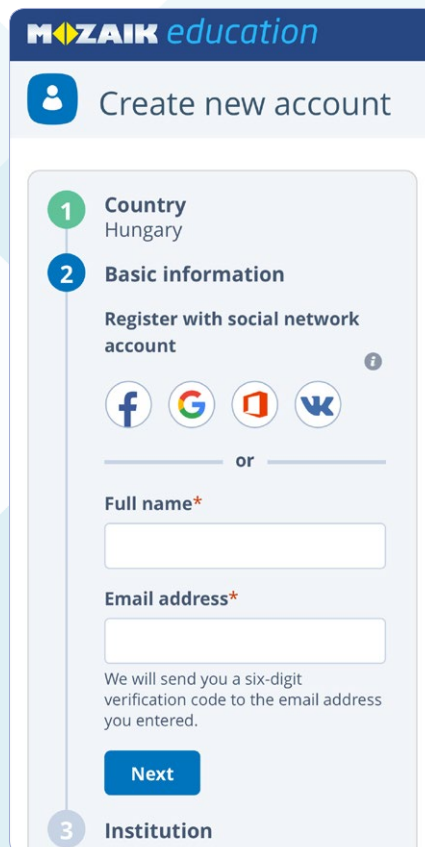 MOZAIK education
Create new account
1
Country
Hungary
2
Basic information
Register with social network
account
or
Full name*
Email address*
We will send you a six-digit
verification code to the email address
you entered.
Next
3
Institution